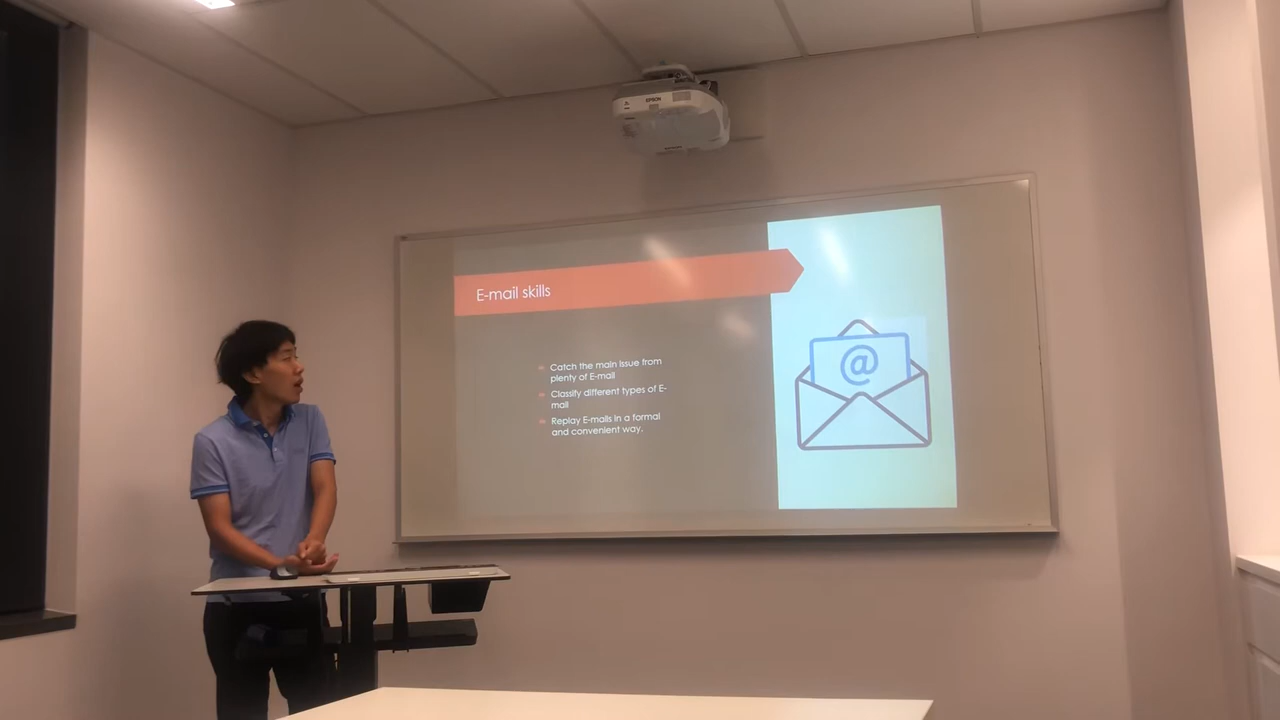 EPSON
E-mail skills
@
Catch the main issue from
plenty of E-mail
Classify different types of E-
mail
Replay E-mails in a formal
and convenient way.